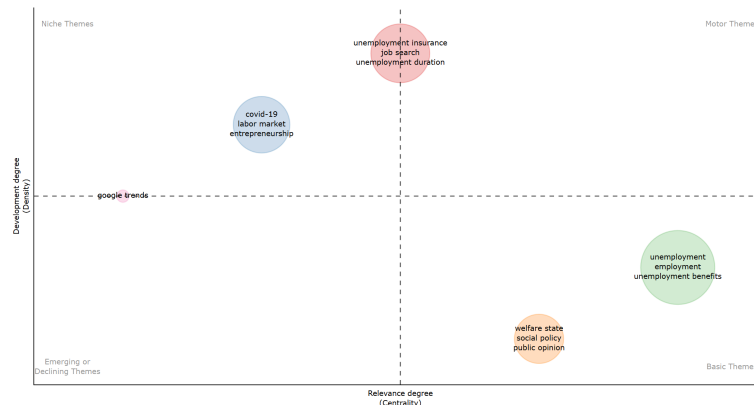 Niche Themes
Motor Theme
unemployment insurance
job search
unemployment duration
covid-19
labor market
entrepreneurship
google trends
Development degree
(Density)
unemployment
employment
unemployment benefits
welfare state
social policy
public opinion
Emerging or
Declining Themes
Basic Theme
Relevance degree
(Centrality)